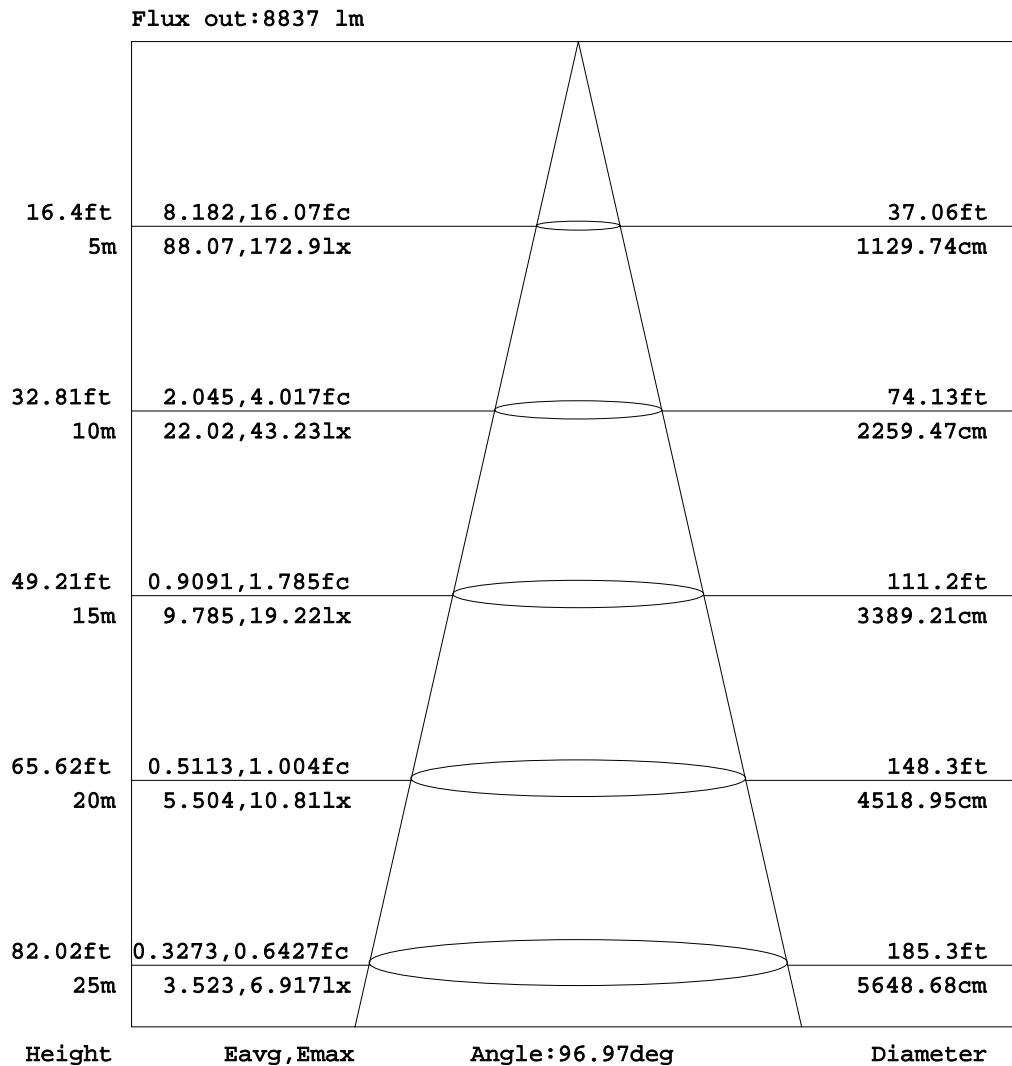 Flux out:8837 lm
16.4ft 8.182,16.07fc 37.06ft
5m 88.07,172.9lx 1129.74cm
32.81ft 2.045,4.017fc 74.13ft
10m 22.02,43.23lx 2259.47cm
49.21ft 0.9091,1.785fc 111.2ft
15m 9.785,19.22lx 3389.21cm
65.62ft 0.5113,1.004fc 148.3ft
20m 5.504,10.81lx 4518.95cm
82.02ft 0.3273,0.6427fc 185.3ft
25m 3.523,6.917lx 5648.68cm
Height Eavg,Emax Angle:96.97deg Diameter